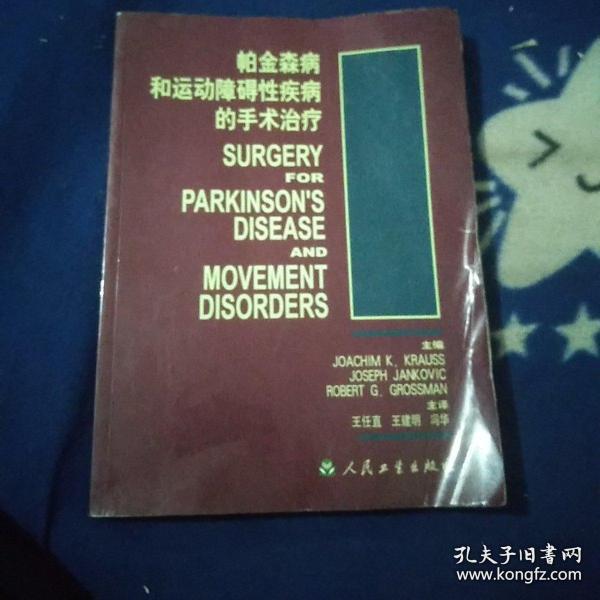 帕金森病
和运动障碍性疾病
的手术治疗
SURGERY
FOR
PARKINSON'S
DISEASE
AND
MOVEMENT
DISORDERS
主编
JOACHIM K. KRAUSS
JOSEPH JANKOVIC
ROBERT G. GROSSMAN
主译
王任直 王建明 冯华
人民卫生出版
孔夫子旧书网
www.kongfz.com